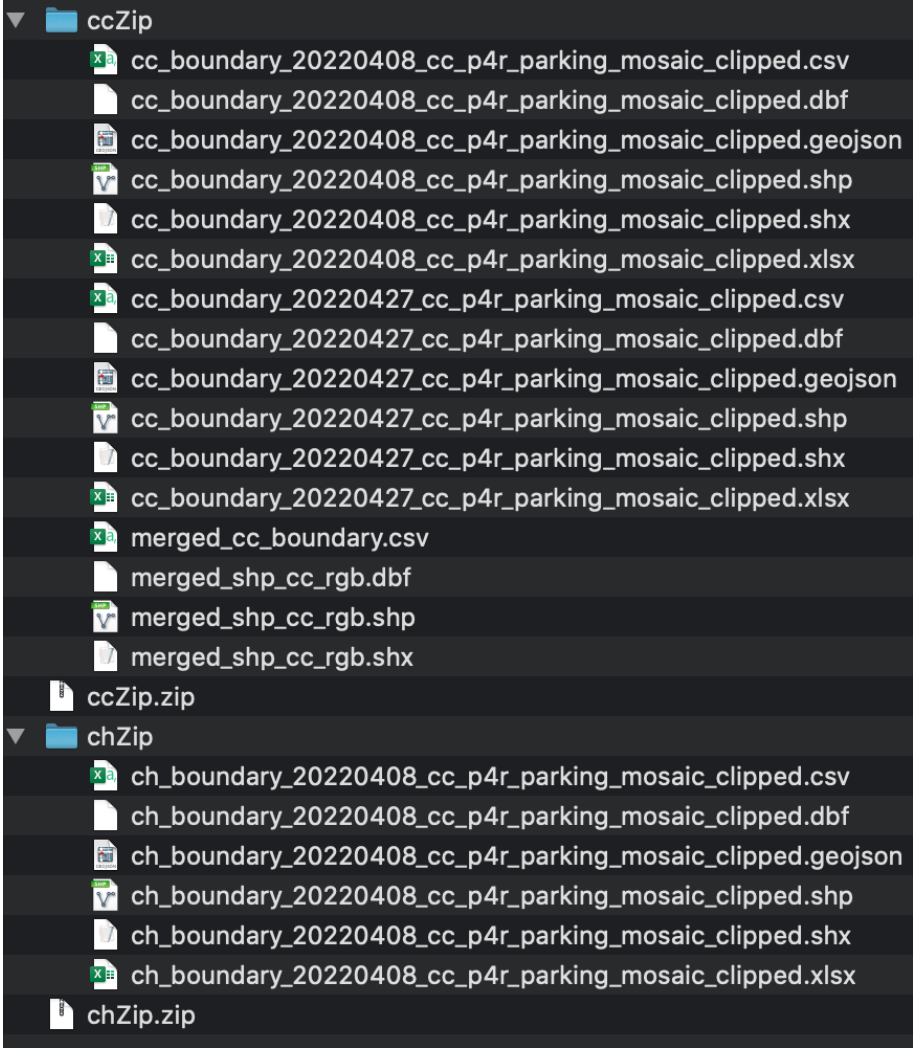 ccZip
cc_boundary_20220408_cc_p4r_parking_mosaic_clipped.csv
cc_boundary_20220408_cc_p4r_parking_mosaic_clipped.dbf
cc_boundary_20220408_cc_p4r_parking_mosaic_clipped.geojson
cc_boundary_20220408_cc_p4r_parking_mosaic_clipped.shp
cc_boundary_20220408_cc_p4r_parking_mosaic_clipped.shx
cc_boundary_20220408_cc_p4r_parking_mosaic_clipped.xlsx
cc_boundary_20220427_cc_p4r_parking_mosaic_clipped.csv
cc_boundary_20220427_cc_p4r_parking_mosaic_clipped.dbf
cc_boundary_20220427_cc_p4r_parking_mosaic_clipped.geojson
cc_boundary_20220427_cc_p4r_parking_mosaic_clipped.shp
cc_boundary_20220427_cc_p4r_parking_mosaic_clipped.shx
cc_boundary_20220427_cc_p4r_parking_mosaic_clipped.xlsx
merged_cc_boundary.csv
merged_shp_cc_rgb.dbf
merged_shp_cc_rgb.shp
merged_shp_cc_rgb.shx
ccZip.zip
chZip
ch_boundary_20220408_cc_p4r_parking_mosaic_clipped.csv
ch_boundary_20220408_cc_p4r_parking_mosaic_clipped.dbf
ch_boundary_20220408_cc_p4r_parking_mosaic_clipped.geojson
ch_boundary_20220408_cc_p4r_parking_mosaic_clipped.shp
ch_boundary_20220408_cc_p4r_parking_mosaic_clipped.shx
ch_boundary_20220408_cc_p4r_parking_mosaic_clipped.xlsx
chZip.zip